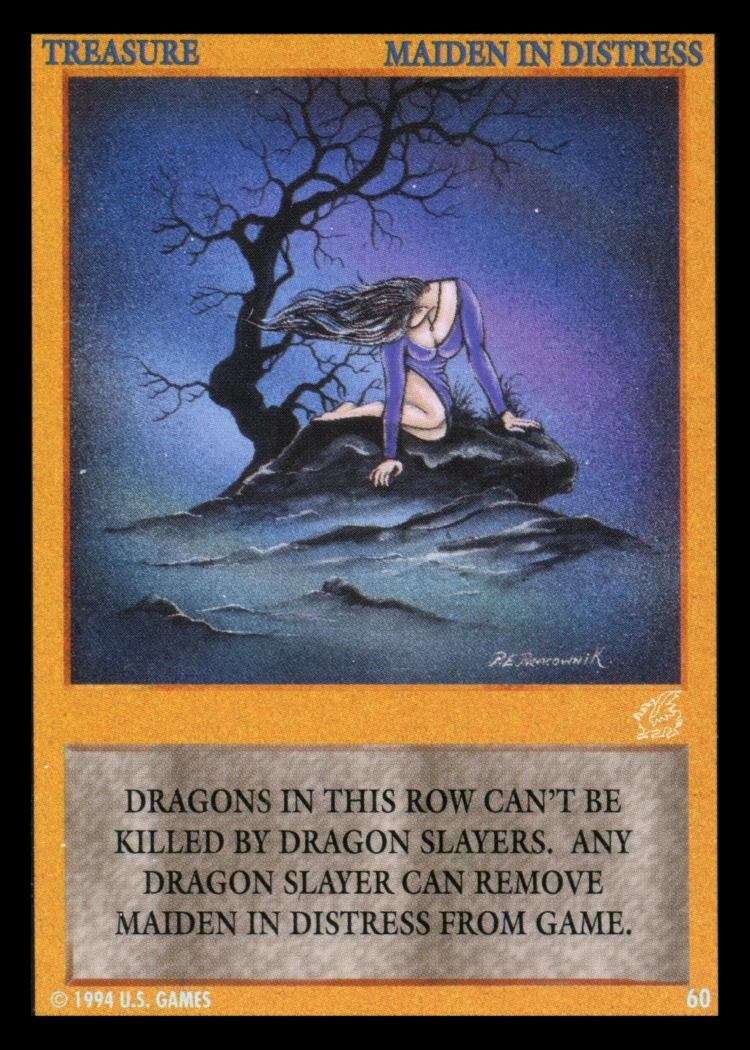 TREASURE MAIDEN IN DISTRESS
P.E. Pracownik
DRAGONS IN THIS ROW CAN'T BE
KILLED BY DRAGON SLAYERS. ANY
DRAGON SLAYER CAN REMOVE
MAIDEN IN DISTRESS FROM GAME.
© 1994 U.S. GAMES 60